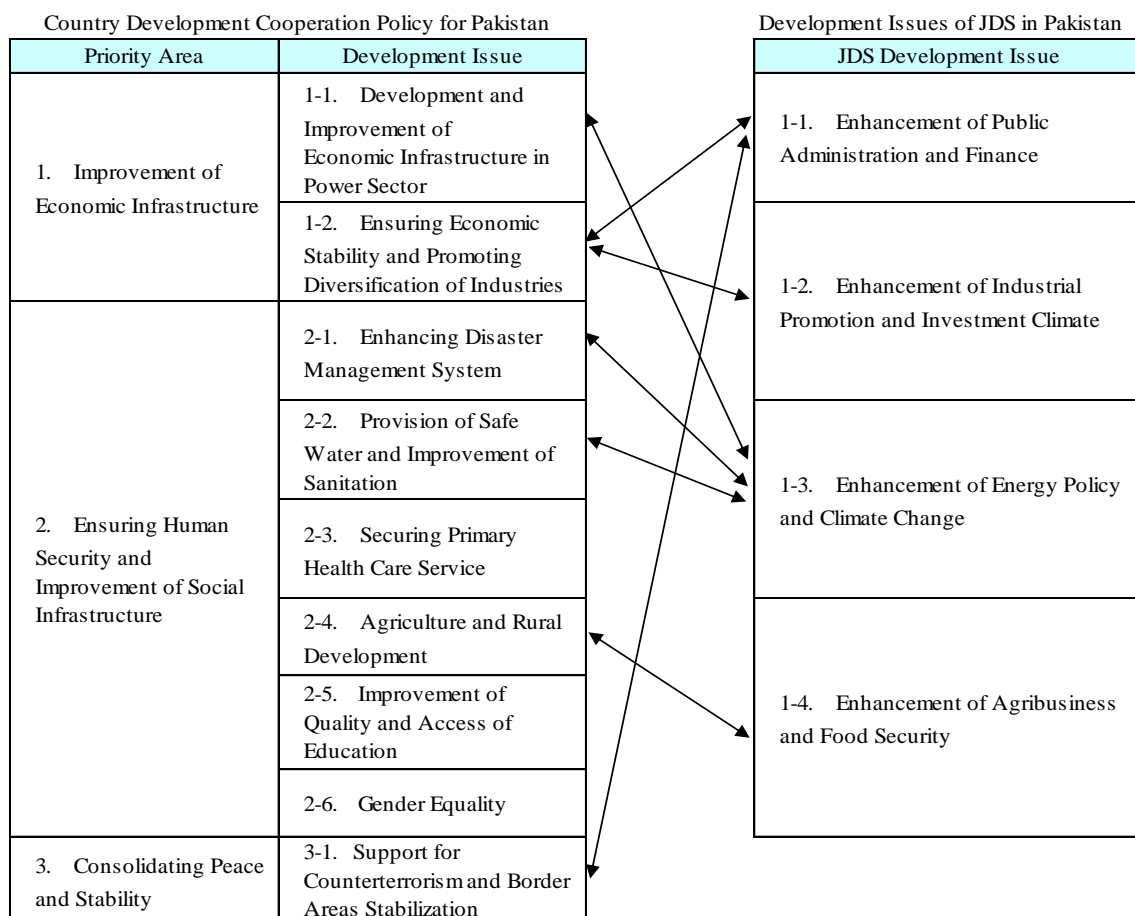 Country Development Cooperation Policy for Pakistan
Priority Area
Development Issue
1. Improvement of
Economic Infrastructure
1-1. Development and
Improvement of
Economic Infrastructure in
Power Sector
1-2. Ensuring Economic
Stability and Promoting
Diversification of Industries
2. Ensuring Human
Security and
Improvement of Social
Infrastructure
2-1. Enhancing Disaster
Management System
2-2. Provision of Safe
Water and Improvement of
Sanitation
2-3. Securing Primary
Health Care Service
2-4. Agriculture and Rural
Development
2-5. Improvement of
Quality and Access of
Education
2-6. Gender Equality
3. Consolidating Peace
and Stability
3-1. Support for
Counterterrorism and Border
Areas Stabilization
Development Issues of JDS in Pakistan
JDS Development Issue
1-1. Enhancement of Public
Administration and Finance
1-2. Enhancement of Industrial
Promotion and Investment Climate
1-3. Enhancement of Energy Policy
and Climate Change
1-4. Enhancement of Agribusiness
and Food Security